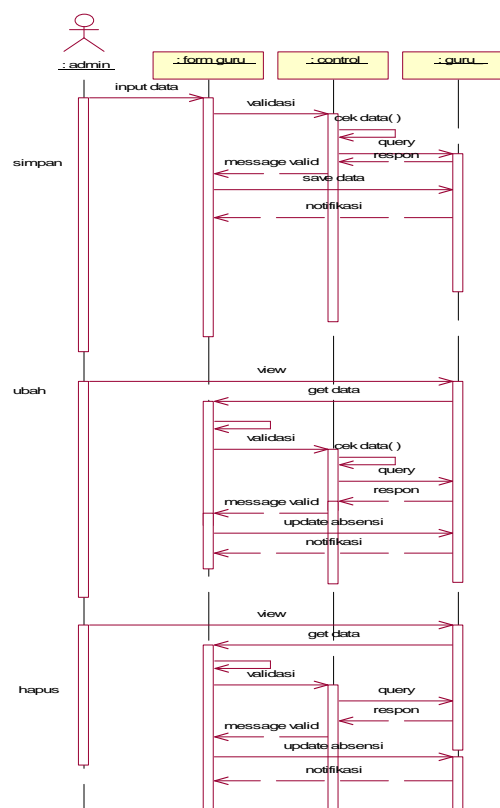 : admin
: form guru
: control
: guru
input data
validasi
cek data( )
query
respon
simpan
message valid
save data
notifikasi
view
ubah
get data
validasi
cek data( )
query
respon
message valid
update absensi
notifikasi
view
get data
validasi
hapus
query
respon
message valid
update absensi
notifikasi